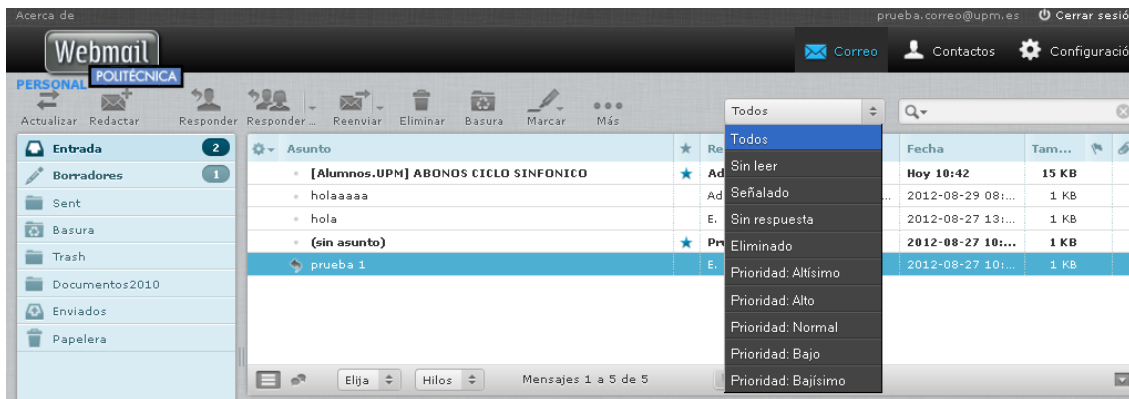 Acerca de prueba.correo@upm.es Cerrar sesió
Webmail
POLITÉCNICA
PERSONAL
Correo Contactos Configuració
Actualizar Redactar Responder Responder ... Reenviar Eliminar Basura Marcar Más
Todos
Entrada 2
Borradores 1
Sent
Basura
Trash
Documentos2010
Enviados
Papelera
Asunto Re Fecha Tam...
[Alumnos.UPM] ABONOS CICLO SINFONICO Ad Hoy 10:42 15 KB
holaaaaa Ad ... 2012-08-29 08:... 1 KB
hola E. 2012-08-27 13:... 1 KB
(sin asunto) Pr 2012-08-27 10:... 1 KB
prueba 1 E. 2012-08-27 10:... 1 KB
Todos
Sin leer
Señalado
Sin respuesta
Eliminado
Prioridad: Altísimo
Prioridad: Alto
Prioridad: Normal
Prioridad: Bajo
Prioridad: Bajísimo
Elija Hilos Mensajes 1 a 5 de 5